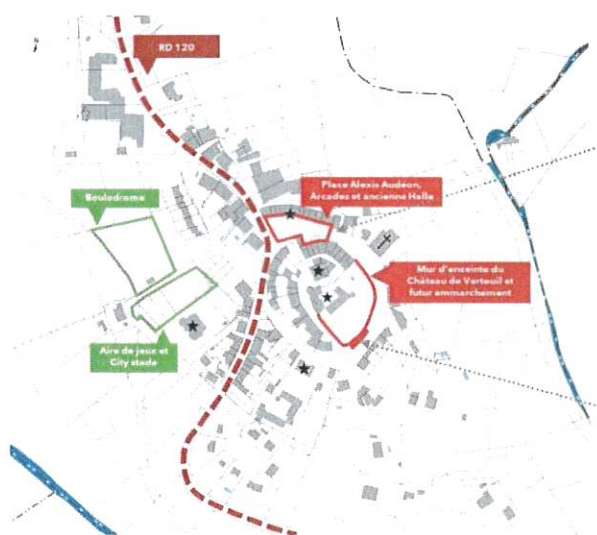 RD 120
Boulodrome
Place Alexis Audéon,
Arcades et ancienne Halle
Mur d'enceinte du
Château de Verteuil et
futur emmarchement
Aire de jeux et
City stade